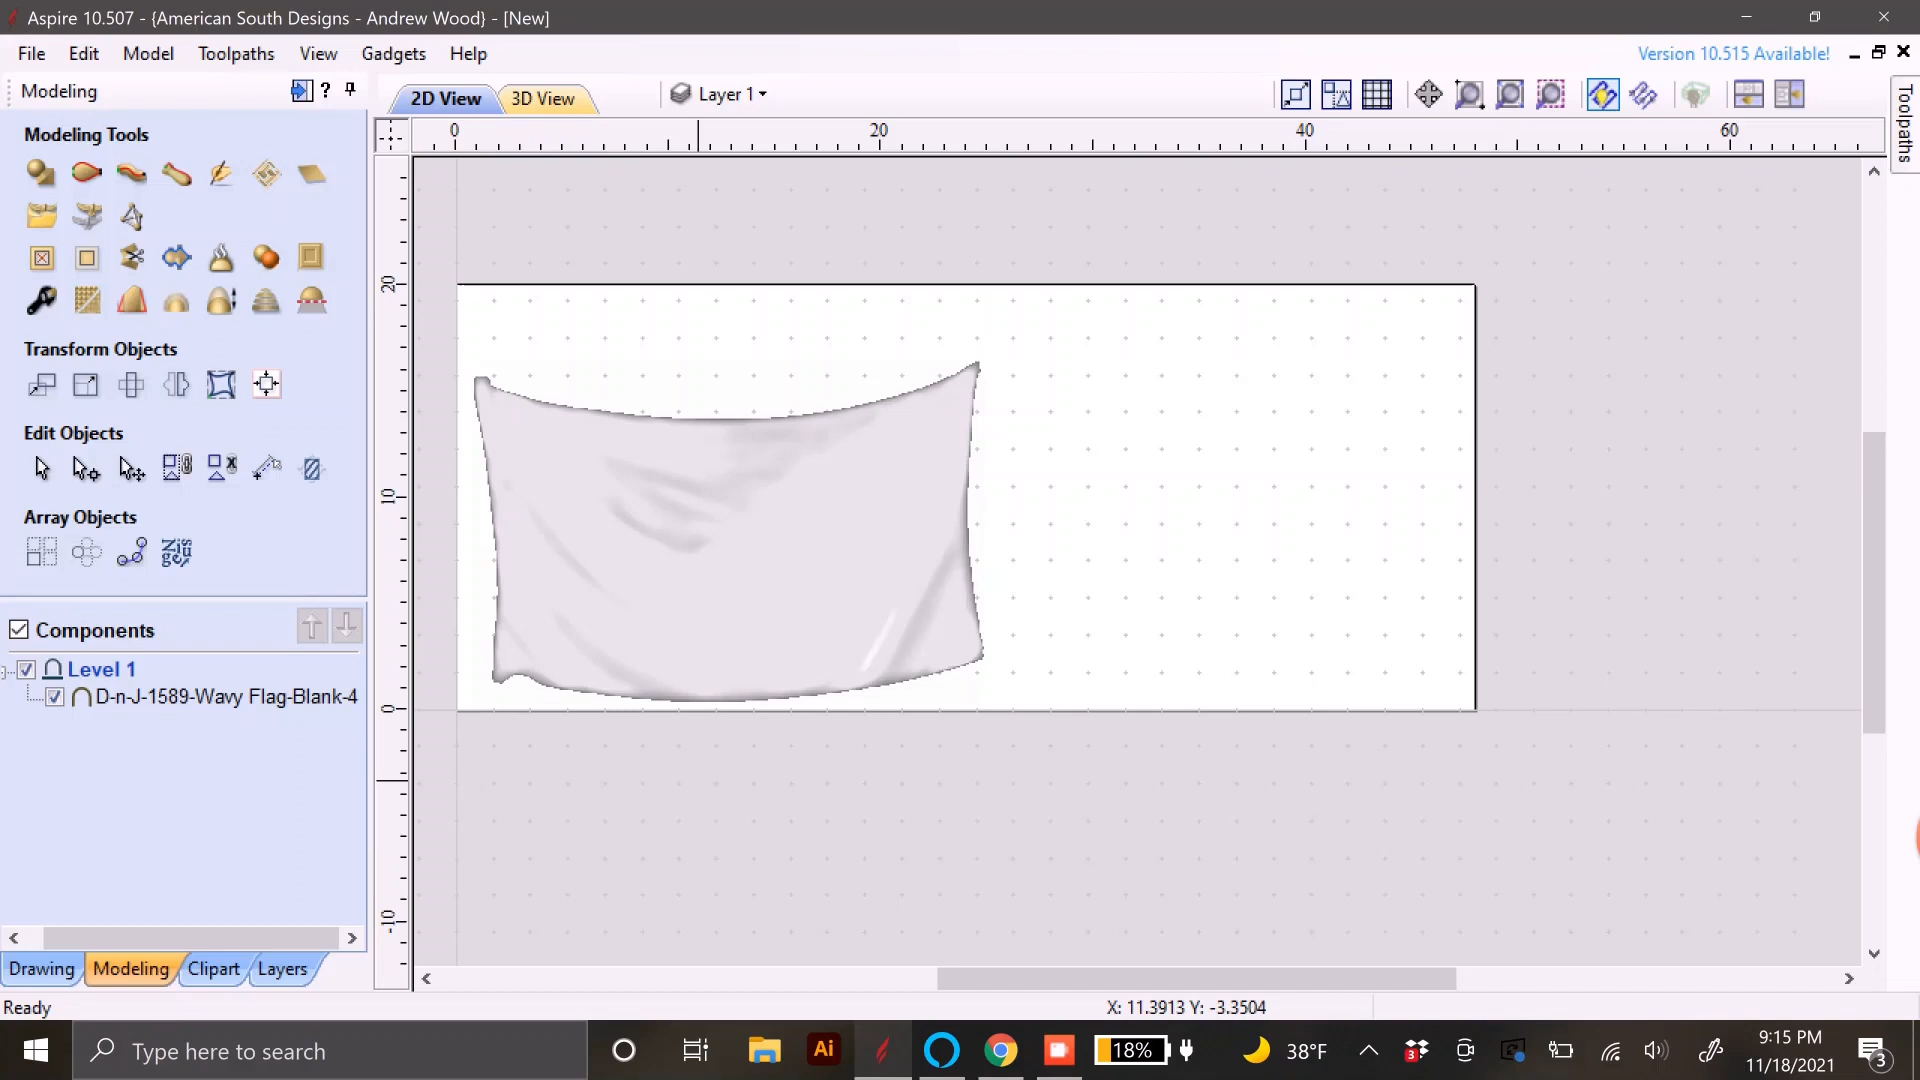 Aspire 10.507 - {American South Designs - Andrew Wood} - [New]
File Edit Model Toolpaths View Gadgets Help
Version 10.515 Available!
Modeling
2D View
3D View
Layer 1
Toolpaths
0 20 40 60
Modeling Tools
20
Transform Objects
Edit Objects
10
Array Objects
Components
Level 1
D-n-J-1589-Wavy Flag-Blank-4
0
-10
Drawing Modeling Clipart Layers
Ready
X: 11.3913 Y: -3.3504
Type here to search
Ai
18%
38°F
3
9:15 PM
11/18/2021
3